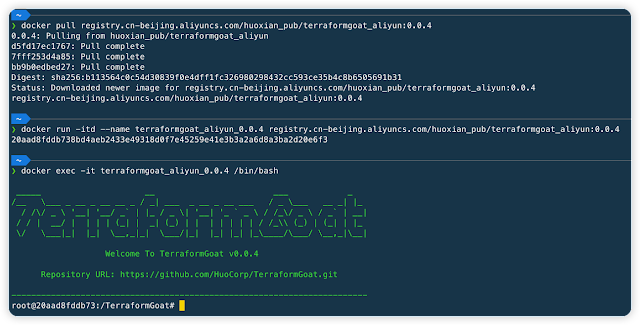 ~
❯ docker pull registry.cn-beijing.aliyuncs.com/huoxian_pub/terraformgoat_aliyun:0.0.4
0.0.4: Pulling from huoxian_pub/terraformgoat_aliyun
d5fd17ec1767: Pull complete
7fff253d4a85: Pull complete
bb9b0edbed27: Pull complete
Digest: sha256:b113564c0c54d30839f0e4dff1fc326980298432cc593ce35b4c8b6505691b31
Status: Downloaded newer image for registry.cn-beijing.aliyuncs.com/huoxian_pub/terraformgoat_aliyun:0.0.4
registry.cn-beijing.aliyuncs.com/huoxian_pub/terraformgoat_aliyun:0.0.4
~
❯ docker run -itd --name terraformgoat_aliyun_0.0.4 registry.cn-beijing.aliyuncs.com/huoxian_pub/terraformgoat_aliyun:0.0.4
20aad8fddb738bd4aeb2433e49318d0f7e45259e41e3b3a2a6d8a3ba2d20e6f3
~
❯ docker exec -it terraformgoat_aliyun_0.0.4 /bin/bash
TerraformGoat
Welcome To TerraformGoat v0.0.4
Repository URL: https://github.com/HuoCorp/TerraformGoat.git
root@20aad8fddb73:/TerraformGoat#